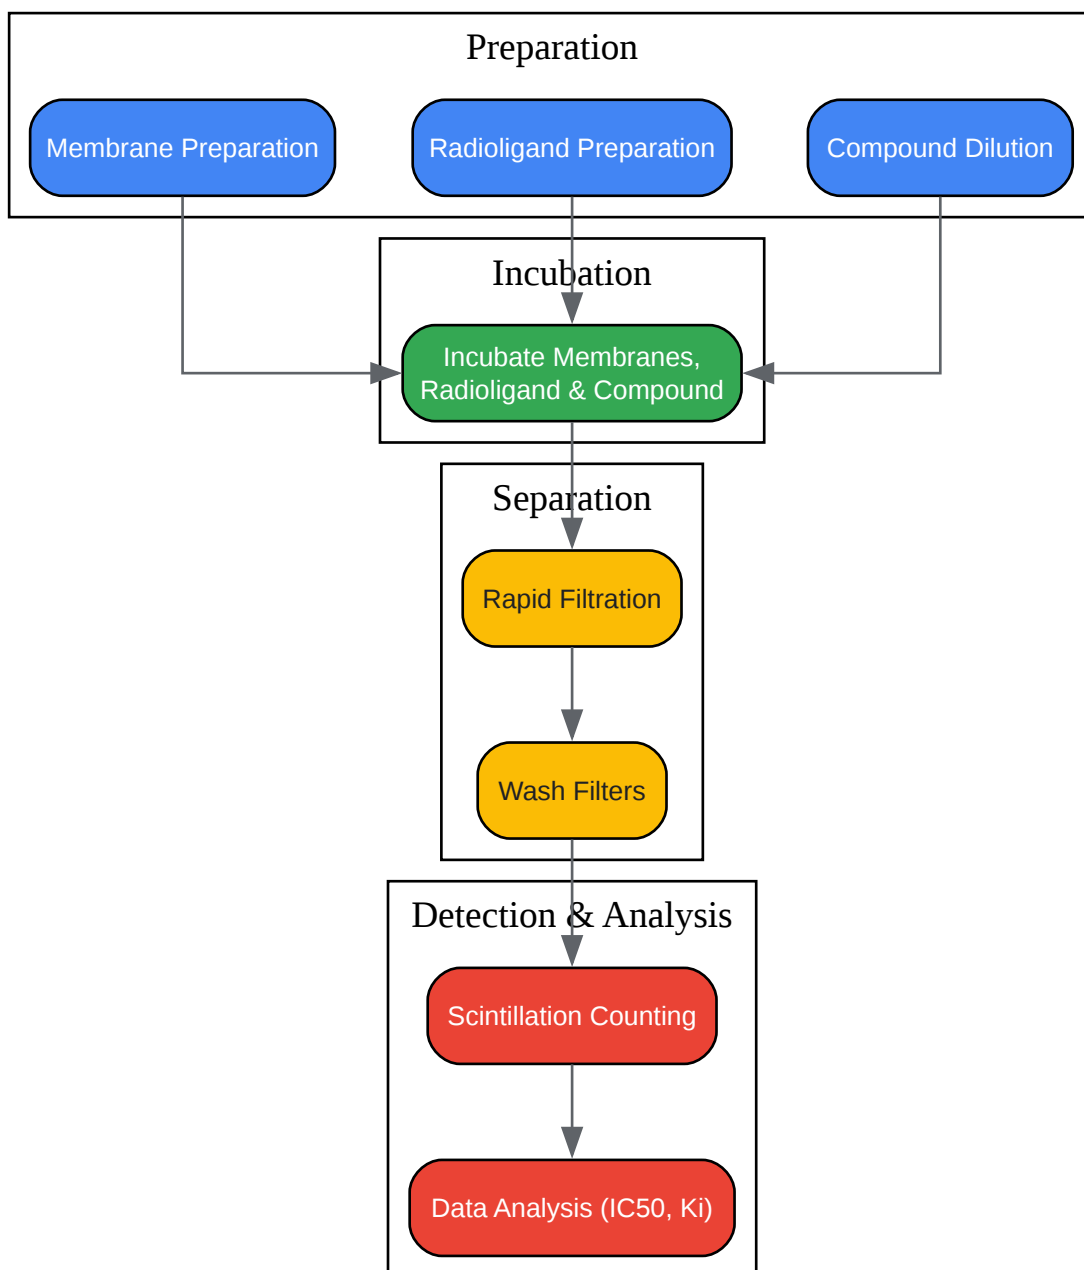 Preparation
Membrane Preparation
Radioligand Preparation
Compound Dilution
Incubation
Incubate Membranes,
Radioligand & Compound
Separation
Rapid Filtration
Wash Filters
Detection & Analysis
Scintillation Counting
Data Analysis (IC50, Ki)